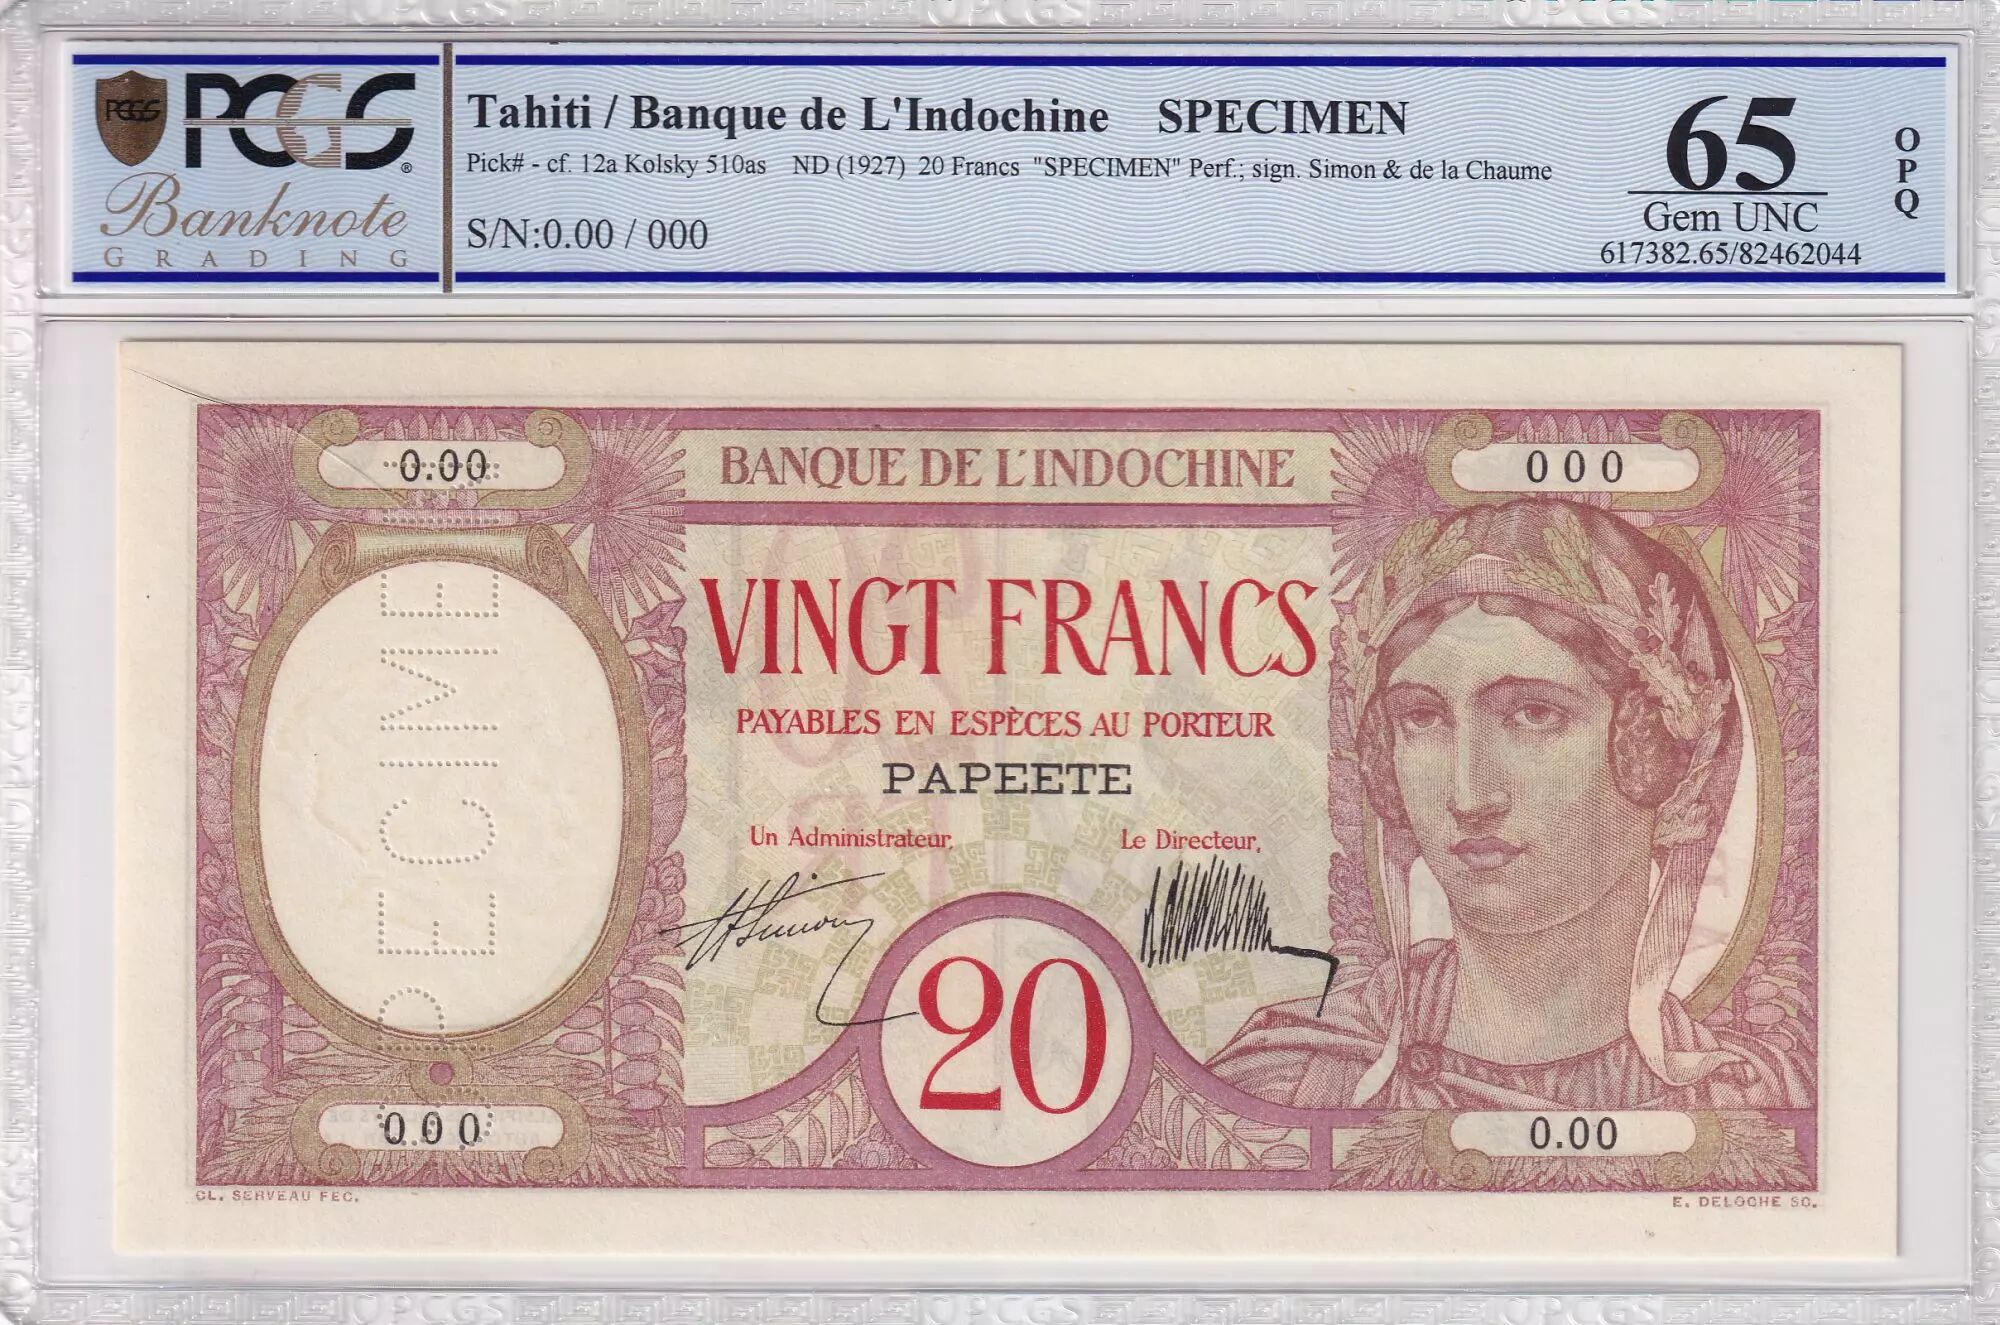 PCGS
PCGS®
Banknote
GRADING
Tahiti / Banque de L'Indochine SPECIMEN
Pick# - cf. 12a Kolsky 510as ND (1927) 20 Francs "SPECIMEN" Perf.; sign. Simon & de la Chaume
S/N:0.00 / 000
65
Gem UNC
617382.65/82462044
OPQ
0.00
BANQUE DE L'INDOCHINE
000
SPECIMEN
VINGT FRANCS
PAYABLES EN ESPÈCES AU PORTEUR
PAPEETE
Un Administrateur,
Le Directeur,
20
000
0.00
CL. SERVEAU FEC.
E. DELOCHE SC.